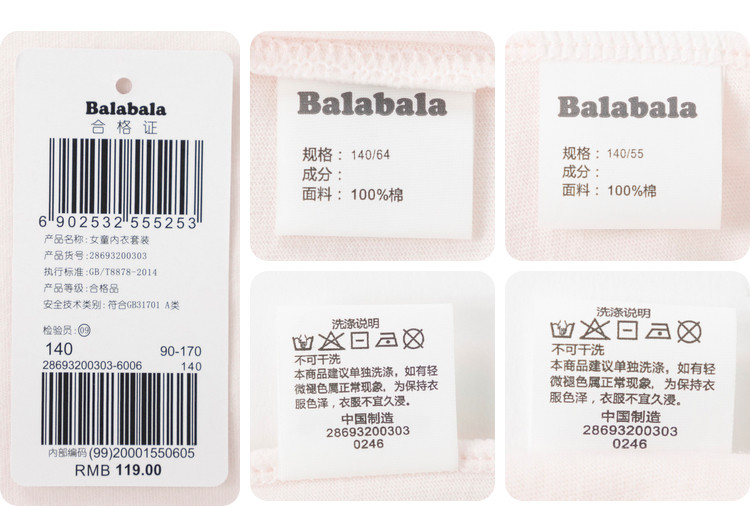 Balabala
合格证
6 902532 555253
产品名称:女童内衣套装
产品货号:28693200303
执行标准:GB/T8878-2014
产品等级:合格品
安全技术类别:符合GB31701 A类
检验员:09
140 90-170
28693200303-6006 140
内部编码 (99)20001550605
RMB 119.00
Balabala
规格：140/64
成分：
面料：100%棉
Balabala
规格：140/55
成分：
面料：100%棉
洗涤说明
不可干洗
本商品建议单独洗涤，如有轻
微褪色属正常现象，为保持衣
服色泽，衣服不宜久浸。
中国制造
28693200303
0246
洗涤说明
不可干洗
本商品建议单独洗涤，如有轻
微褪色属正常现象，为保持衣
服色泽，衣服不宜久浸。
中国制造
28693200303
0246